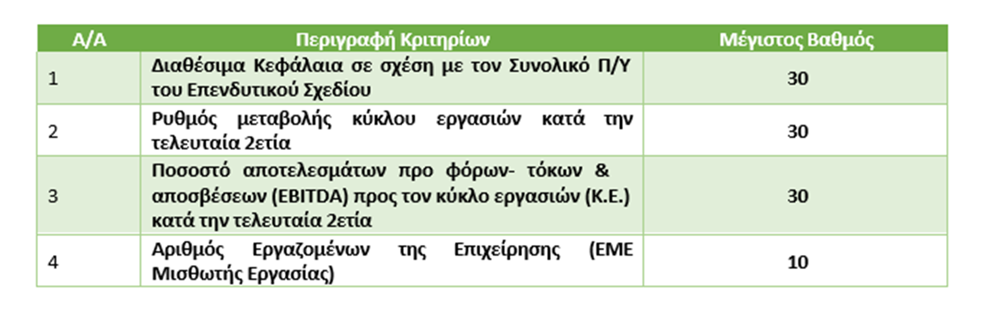 Α/Α Περιγραφή Κριτηρίων Μέγιστος Βαθμός
1 Διαθέσιμα Κεφάλαια σε σχέση με τον Συνολικό Π/Υ
του Επενδυτικού Σχεδίου 30
2 Ρυθμός μεταβολής κύκλου εργασιών κατά την
τελευταία 2ετία 30
Ποσοστό αποτελεσμάτων προ φόρων- τόκων &
3 αποσβέσεων (EBITDA) προς τον κύκλο εργασιών (Κ.Ε.) 30
κατά την τελευταία 2ετία
4 Αριθμός Εργαζομένων της Επιχείρησης (ΕΜΕ
Μισθωτής Εργασίας) 10